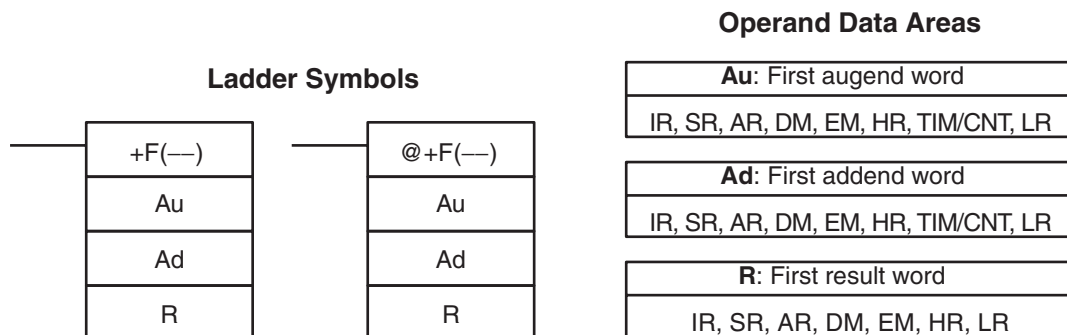 Ladder Symbols
+F(––)
Au
Ad
R
@+F(––)
Au
Ad
R
Operand Data Areas
Au: First augend word
IR, SR, AR, DM, EM, HR, TIM/CNT, LR
Ad: First addend word
IR, SR, AR, DM, EM, HR, TIM/CNT, LR
R: First result word
IR, SR, AR, DM, EM, HR, LR